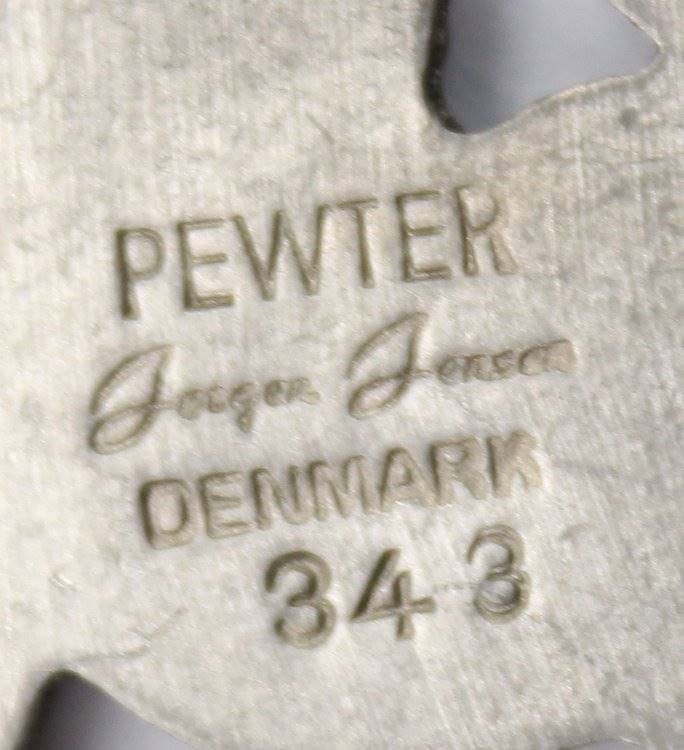 PEWTER
Jorgen Jensen
DENMARK
343